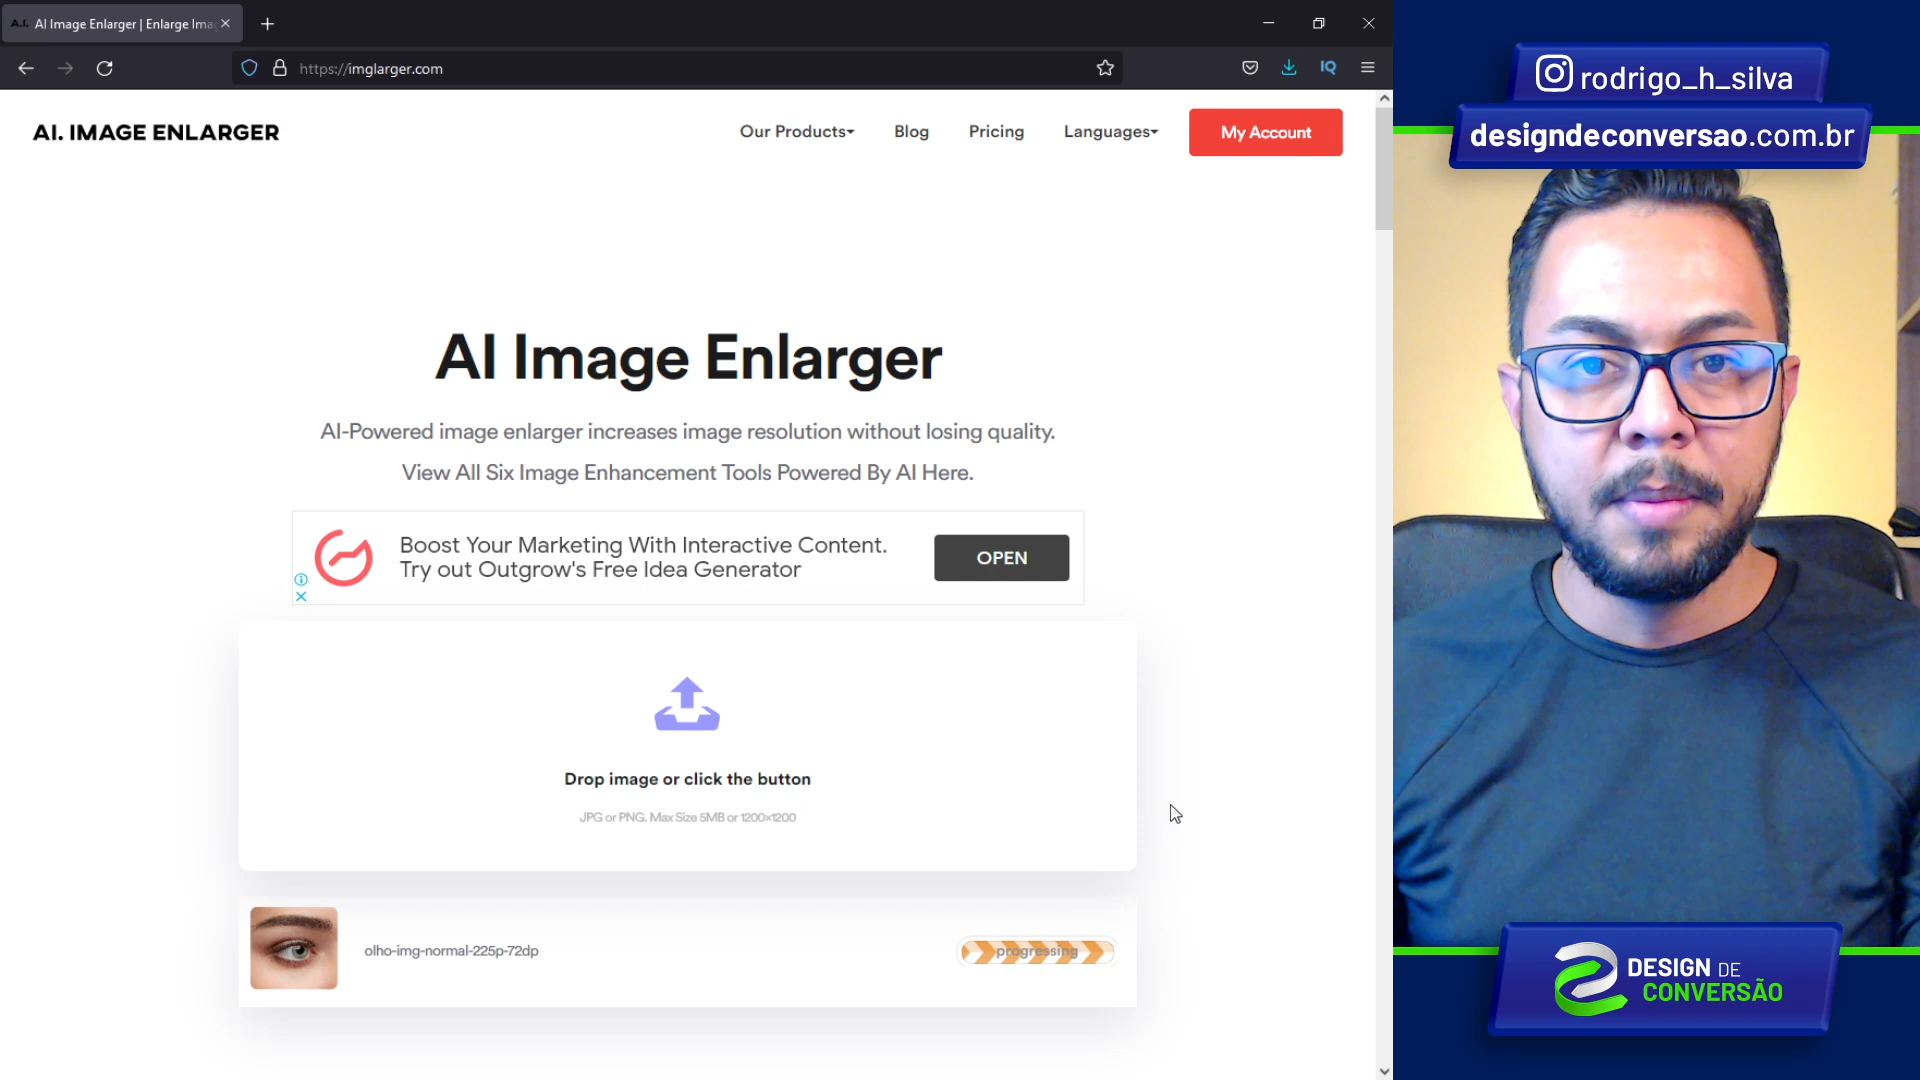 A.I. AI Image Enlarger | Enlarge Ima
https://imglarger.com
IQ
AI. IMAGE ENLARGER
Our Products
Blog
Pricing
Languages
My Account
AI Image Enlarger
AI-Powered image enlarger increases image resolution without losing quality.
View All Six Image Enhancement Tools Powered By AI Here.
Boost Your Marketing With Interactive Content.
Try out Outgrow's Free Idea Generator
OPEN
Drop image or click the button
JPG or PNG. Max Size 5MB or 1200×1200
olho-img-normal-225p-72dp
progressing
rodrigo_h_silva
designdeconversao.com.br
DESIGN DE
CONVERSÃO